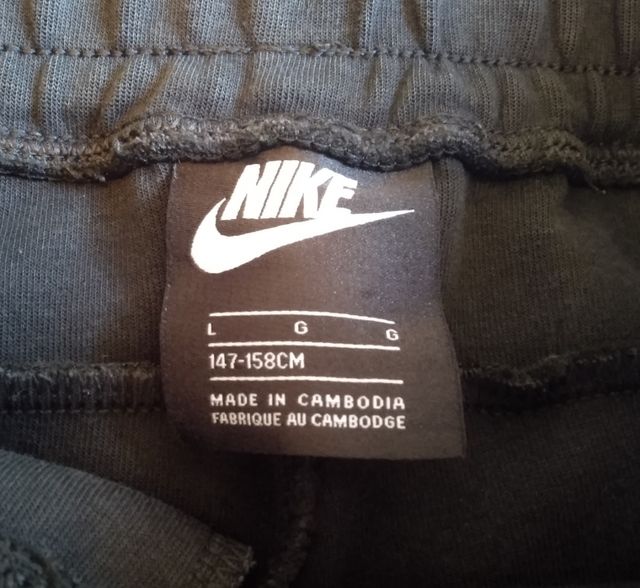 NIKE
L G G
147-158CM
MADE IN CAMBODIA
FABRIQUE AU CAMBODGE